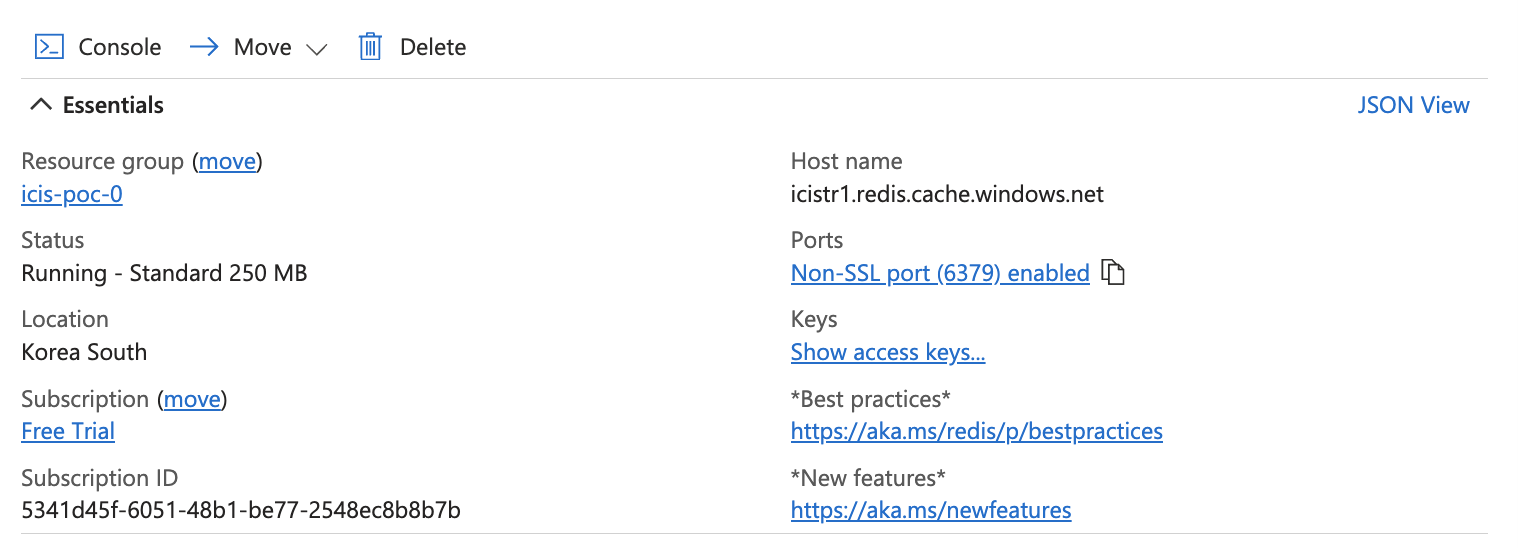 Console Move Delete
Essentials JSON View
Resource group (move)
icis-poc-0
Status
Running - Standard 250 MB
Location
Korea South
Subscription (move)
Free Trial
Subscription ID
5341d45f-6051-48b1-be77-2548ec8b8b7b
Host name
icistr1.redis.cache.windows.net
Ports
Non-SSL port (6379) enabled
Keys
Show access keys...
*Best practices*
https://aka.ms/redis/p/bestpractices
*New features*
https://aka.ms/newfeatures